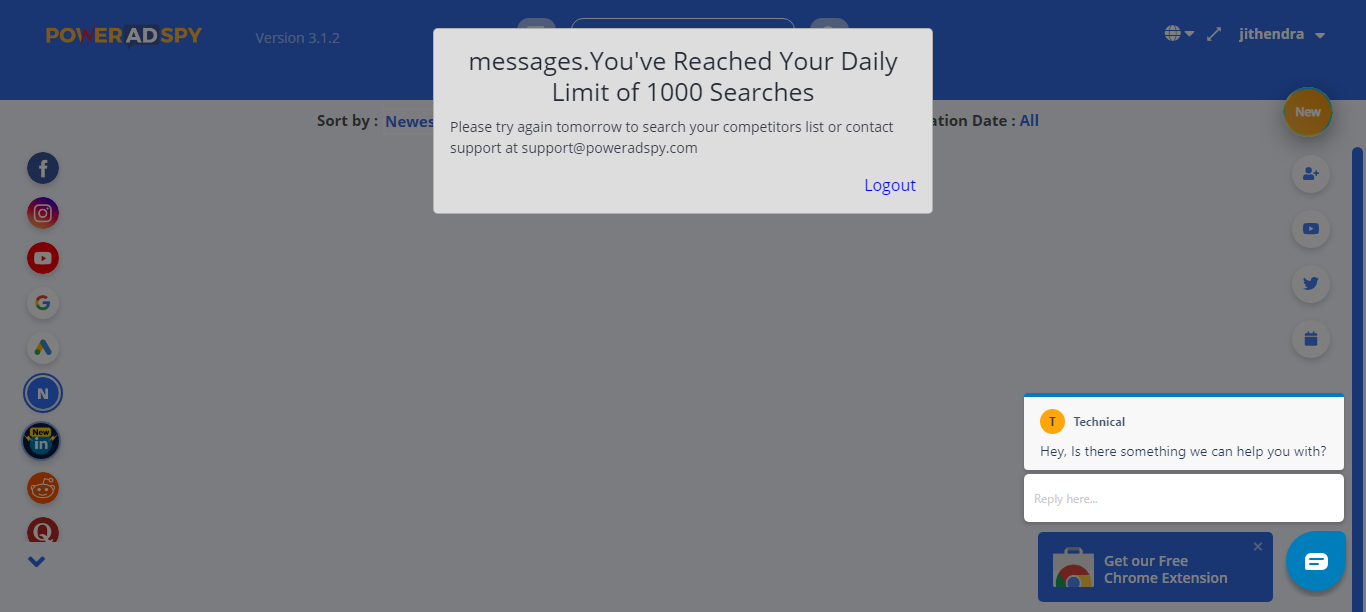 POWER ADSPY
Version 3.1.2
jithendra
messages.You've Reached Your Daily
Limit of 1000 Searches
Please try again tomorrow to search your competitors list or contact
support at support@poweradspy.com
Logout
Sort by : Newes
ation Date : All
New
N
New
in
T Technical
Hey, Is there something we can help you with?
Reply here...
Get our Free
Chrome Extension